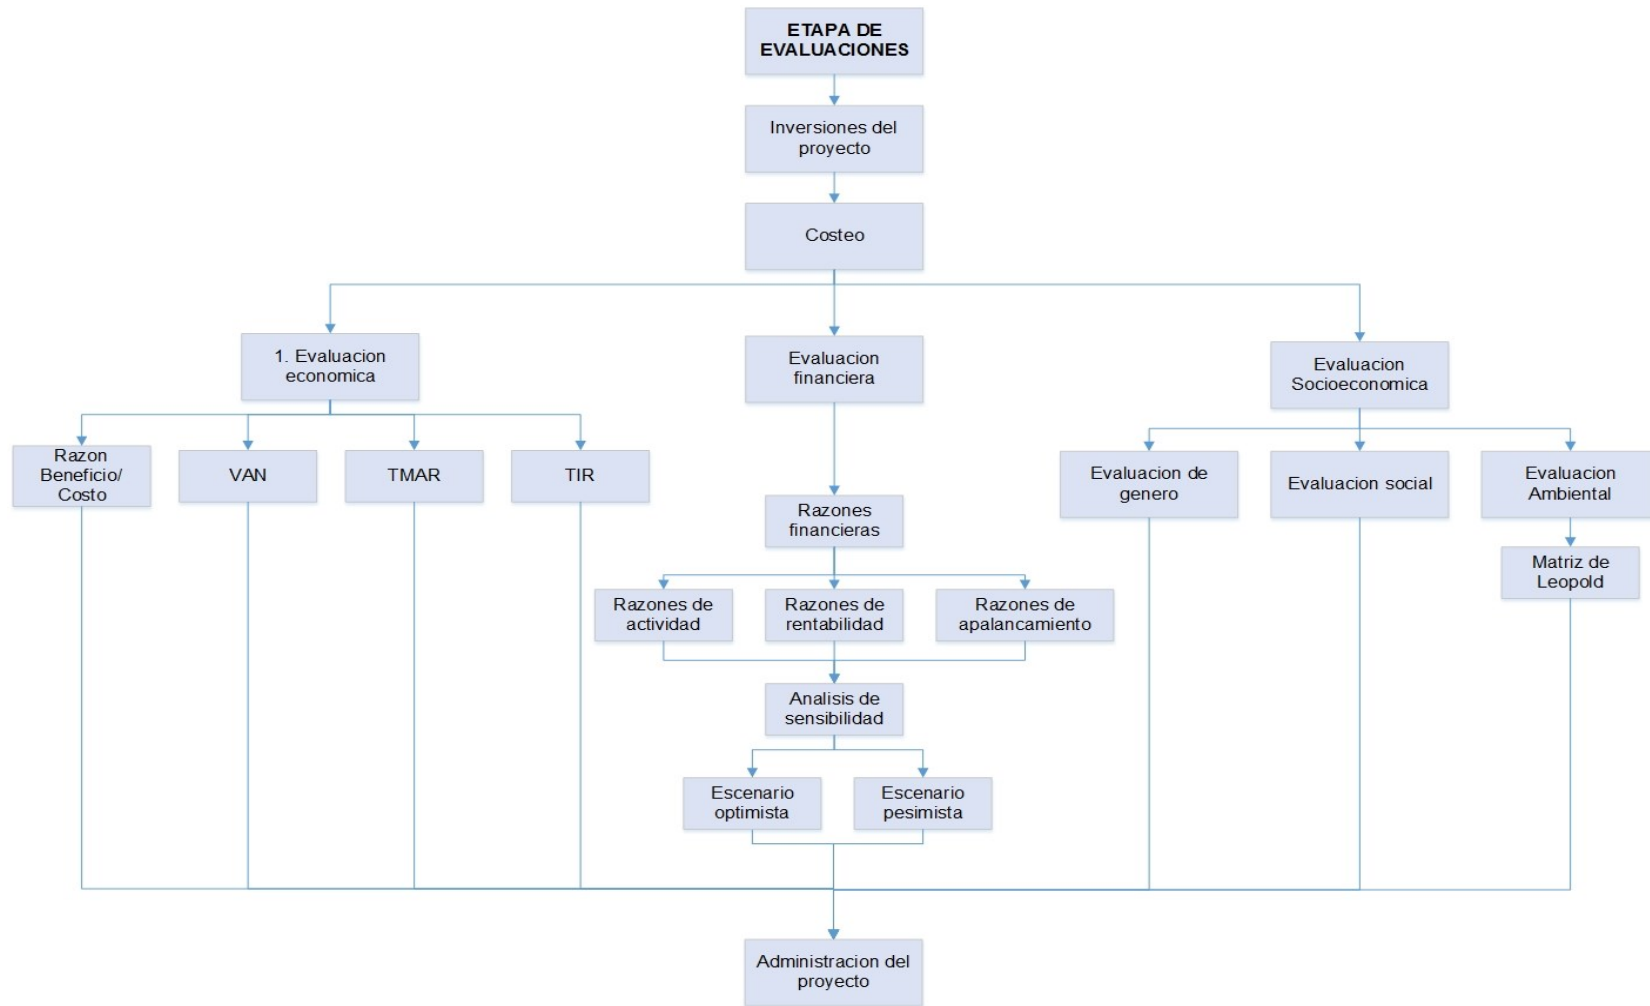 ETAPA DE
EVALUACIONES
Inversiones del
proyecto
Costeo
1. Evaluacion
economica
Evaluacion
financiera
Evaluacion
Socioeconomica
Razon
Beneficio/
Costo
VAN
TMAR
TIR
Evaluacion de
genero
Evaluacion social
Evaluacion
Ambiental
Razones
financieras
Matriz de
Leopold
Razones de
actividad
Razones de
rentabilidad
Razones de
apalancamiento
Analisis de
sensibilidad
Escenario
optimista
Escenario
pesimista
Administracion del
proyecto